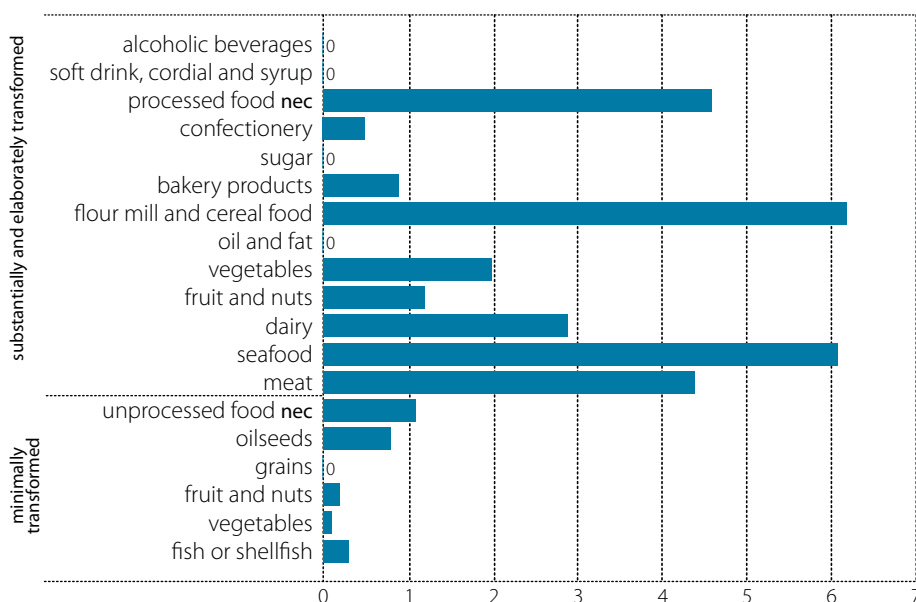 substantially and elaborately transformed
alcoholic beverages 0
soft drink, cordial and syrup 0
processed food nec
confectionery
sugar 0
bakery products
flour mill and cereal food
oil and fat 0
vegetables
fruit and nuts
dairy
seafood
meat
minimally
transformed
unprocessed food nec
oilseeds
grains 0
fruit and nuts
vegetables
fish or shellfish
0 1 2 3 4 5 6 7